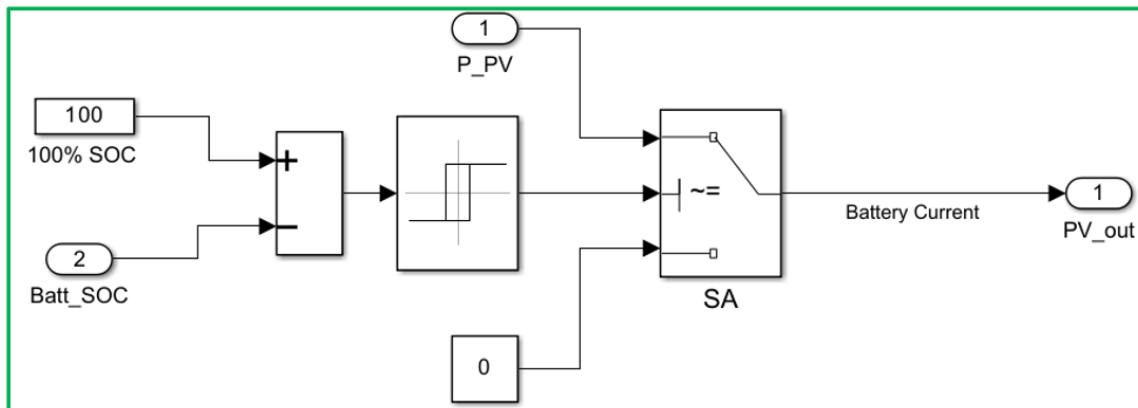 1
P_PV
100
100% SOC
+
−
2
Batt_SOC
~=
SA
0
Battery Current
1
PV_out